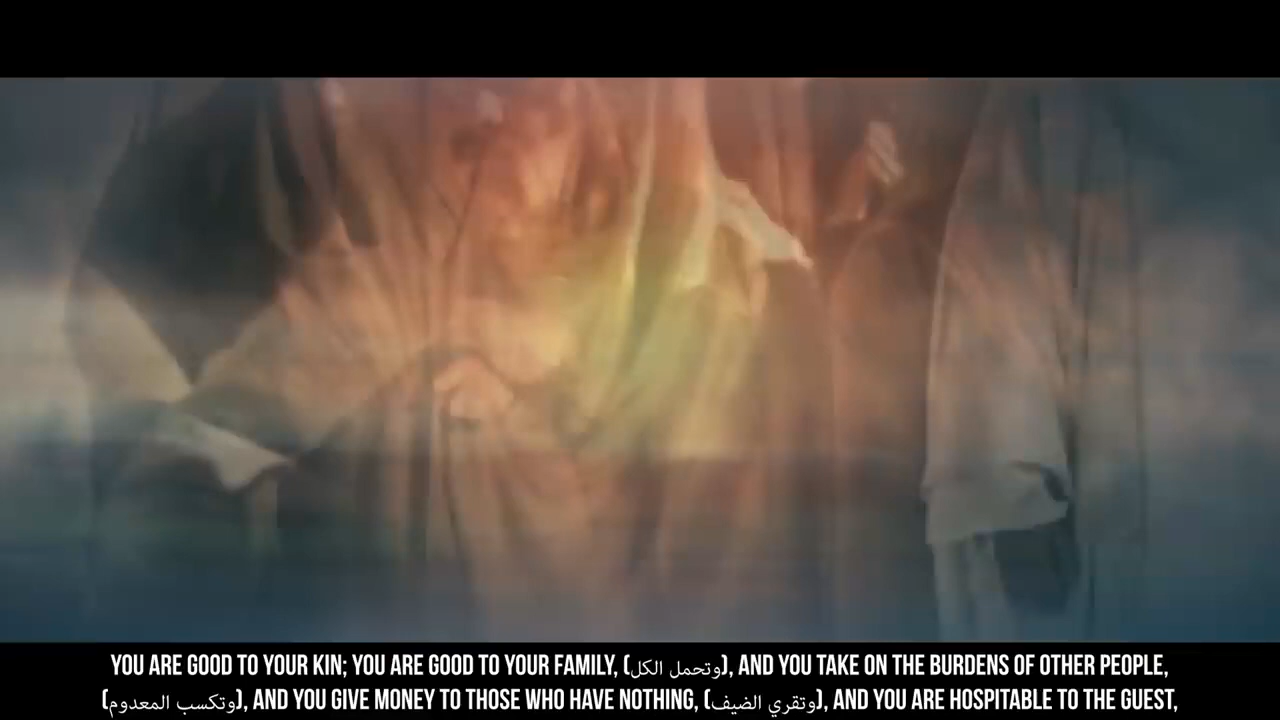 YOU ARE GOOD TO YOUR KIN; YOU ARE GOOD TO YOUR FAMILY, (وتحمل الكل), AND YOU TAKE ON THE BURDENS OF OTHER PEOPLE,
(وتكسب المعدوم), AND YOU GIVE MONEY TO THOSE WHO HAVE NOTHING, (وتقري الضيف), AND YOU ARE HOSPITABLE TO THE GUEST,